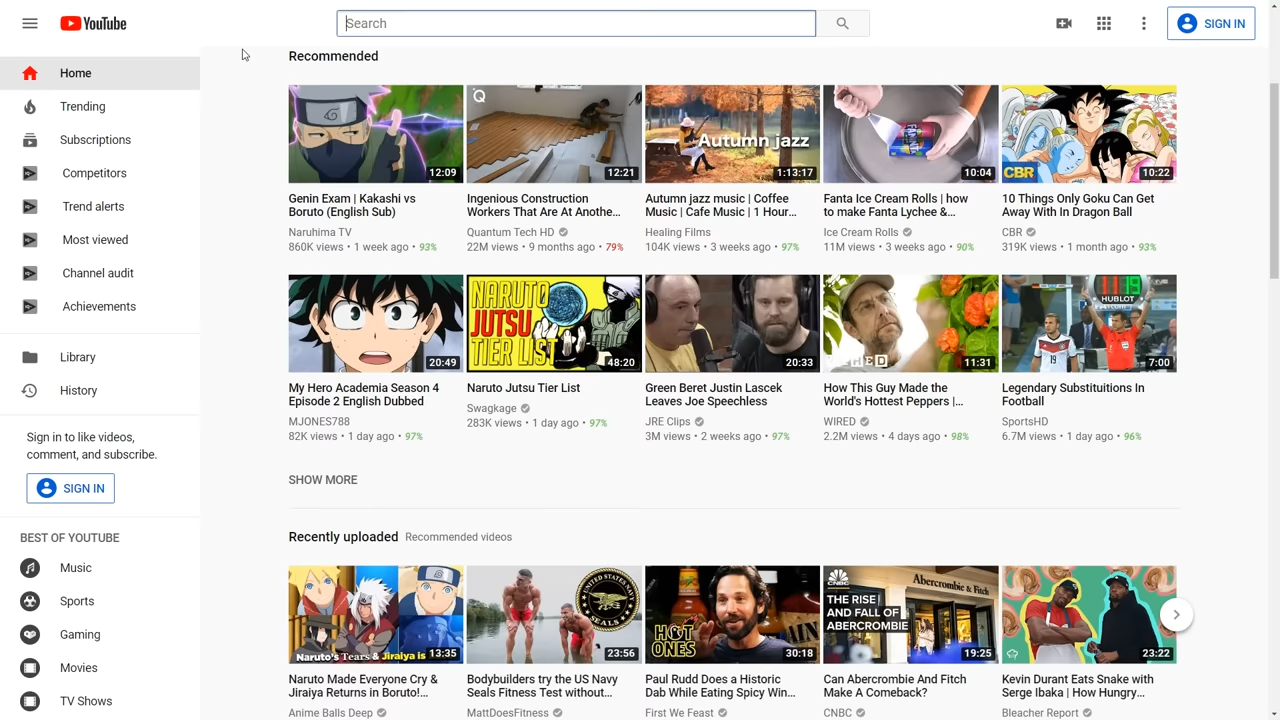 YouTube
Search
SIGN IN
Home
Trending
Subscriptions
Competitors
Trend alerts
Most viewed
Channel audit
Achievements
Library
History
Sign in to like videos,
comment, and subscribe.
SIGN IN
BEST OF YOUTUBE
Music
Sports
Gaming
Movies
TV Shows
Recommended
12:09
Genin Exam | Kakashi vs
Boruto (English Sub)
Naruhima TV
860K views • 1 week ago • 93%
Q
12:21
Ingenious Construction
Workers That Are At Anothe...
Quantum Tech HD
22M views • 9 months ago • 79%
Autumn jazz
1:13:17
Autumn jazz music | Coffee
Music | Cafe Music | 1 Hour...
Healing Films
104K views • 3 weeks ago • 97%
10:04
Fanta Ice Cream Rolls | how
to make Fanta Lychee &...
Ice Cream Rolls
11M views • 3 weeks ago • 90%
CBR
10:22
10 Things Only Goku Can Get
Away With In Dragon Ball
CBR
319K views • 1 month ago • 93%
20:49
My Hero Academia Season 4
Episode 2 English Dubbed
MJONES788
82K views • 1 day ago • 97%
NARUTO
JUTSU
TIER LIST
48:20
Naruto Jutsu Tier List
Swagkage
283K views • 1 day ago • 97%
20:33
Green Beret Justin Lascek
Leaves Joe Speechless
JRE Clips
3M views • 2 weeks ago • 97%
11:31
How This Guy Made the
World's Hottest Peppers |...
WIRED
2.2M views • 4 days ago • 98%
11 19
HUBLOT
19
7:00
Legendary Substituitions In
Football
SportsHD
6.7M views • 1 day ago • 96%
SHOW MORE
Recently uploaded Recommended videos
Naruto's Tears & Jiraiya is
13:35
Naruto Made Everyone Cry &
Jiraiya Returns in Boruto!...
Anime Balls Deep
UNITED STATES NAVY
SEALS
23:56
Bodybuilders try the US Navy
Seals Fitness Test without...
MattDoesFitness
HOT
ONES
30:18
Paul Rudd Does a Historic
Dab While Eating Spicy Win...
First We Feast
CNBC
Abercrombie & Fitch
THE RISE
AND FALL OF
ABERCROMBIE
19:25
Can Abercrombie And Fitch
Make A Comeback?
CNBC
23:22
Kevin Durant Eats Snake with
Serge Ibaka | How Hungry...
Bleacher Report